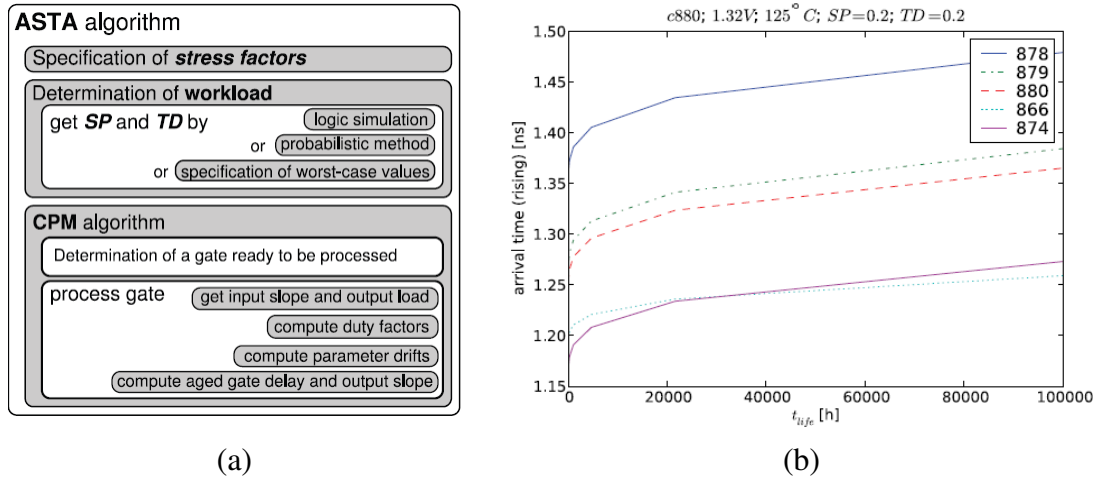 ASTA algorithm
Specification of stress factors
Determination of workload
get SP and TD by
logic simulation
or probabilistic method
or specification of worst-case values
CPM algorithm
Determination of a gate ready to be processed
process gate
get input slope and output load
compute duty factors
compute parameter drifts
compute aged gate delay and output slope
(a)
c880; 1.32V; 125° C; SP=0.2; TD=0.2
arrival time (rising) [ns]
1.50
1.45
1.40
1.35
1.30
1.25
1.20
1.15
878
879
880
866
874
0 20000 40000 60000 80000 100000
t_life [h]
(b)